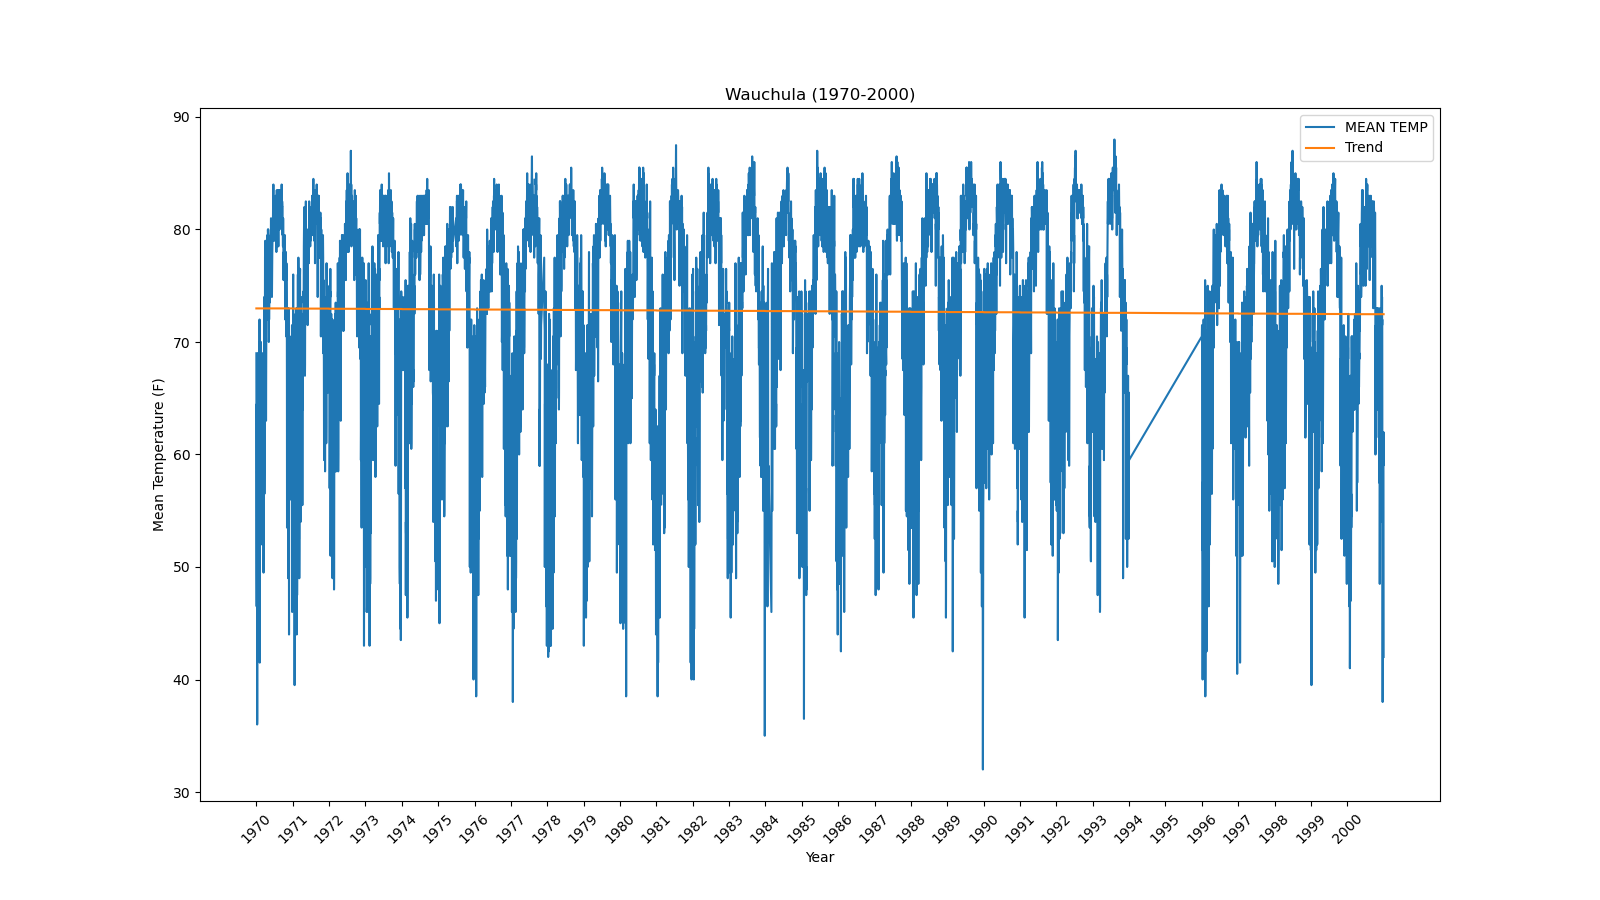 Wauchula (1970-2000)
90
80
70
60
50
40
30
Mean Temperature (F)
MEAN TEMP
Trend
1970 1971 1972 1973 1974 1975 1976 1977 1978 1979 1980 1981 1982 1983 1984 1985 1986 1987 1988 1989 1990 1991 1992 1993 1994 1995 1996 1997 1998 1999 2000
Year